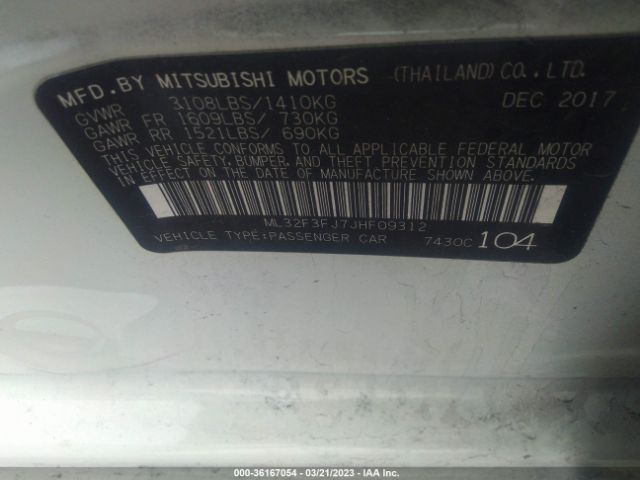 MFD. BY MITSUBISHI MOTORS (THAILAND) CO., LTD.
GVWR 3108LBS/1410KG DEC 2017
GAWR FR 1609LBS/ 730KG
GAWR RR 1521LBS/ 690KG
THIS VEHICLE CONFORMS TO ALL APPLICABLE FEDERAL MOTOR
VEHICLE SAFETY, BUMPER, AND THEFT PREVENTION STANDARDS
IN EFFECT ON THE DATE OF MANUFACTURE SHOWN ABOVE.
ML32F3FJ7JHF09312
VEHICLE TYPE:PASSENGER CAR 7430C 104
000-36167054 / 03/21/2023 / IAA Inc.